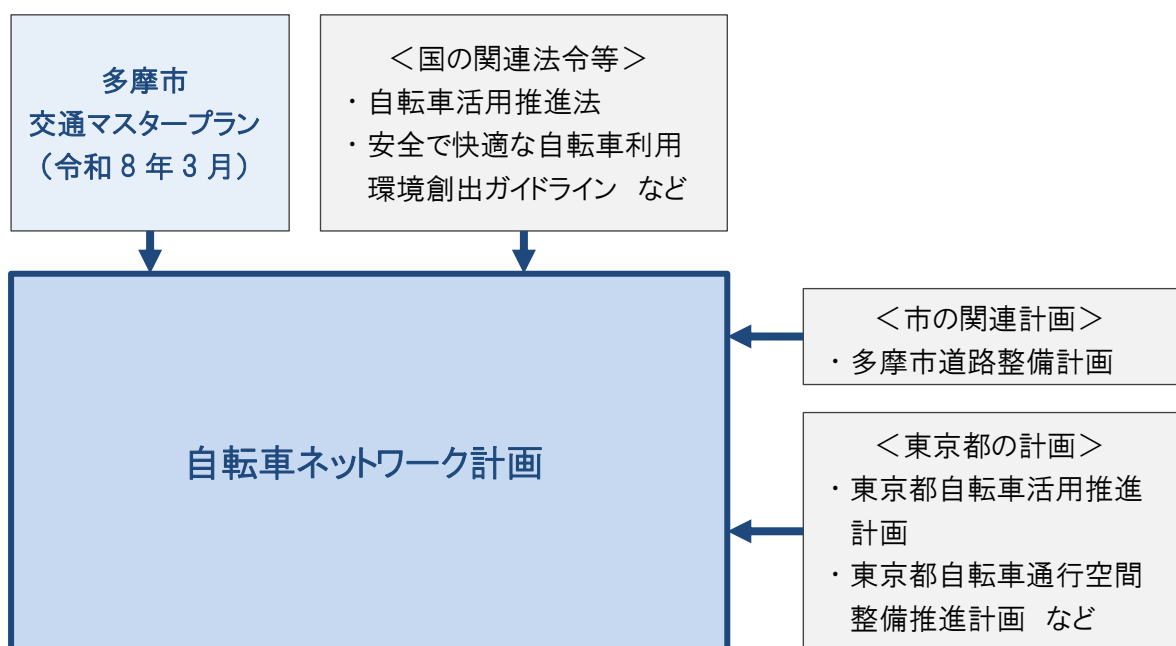 多摩市
交通マスタープラン
（令和８年３月）
＜国の関連法令等＞
・自転車活用推進法
・安全で快適な自転車利用
環境創出ガイドライン　など
自転車ネットワーク計画
＜市の関連計画＞
・多摩市道路整備計画
＜東京都の計画＞
・東京都自転車活用推進
計画
・東京都自転車通行空間
整備推進計画　など